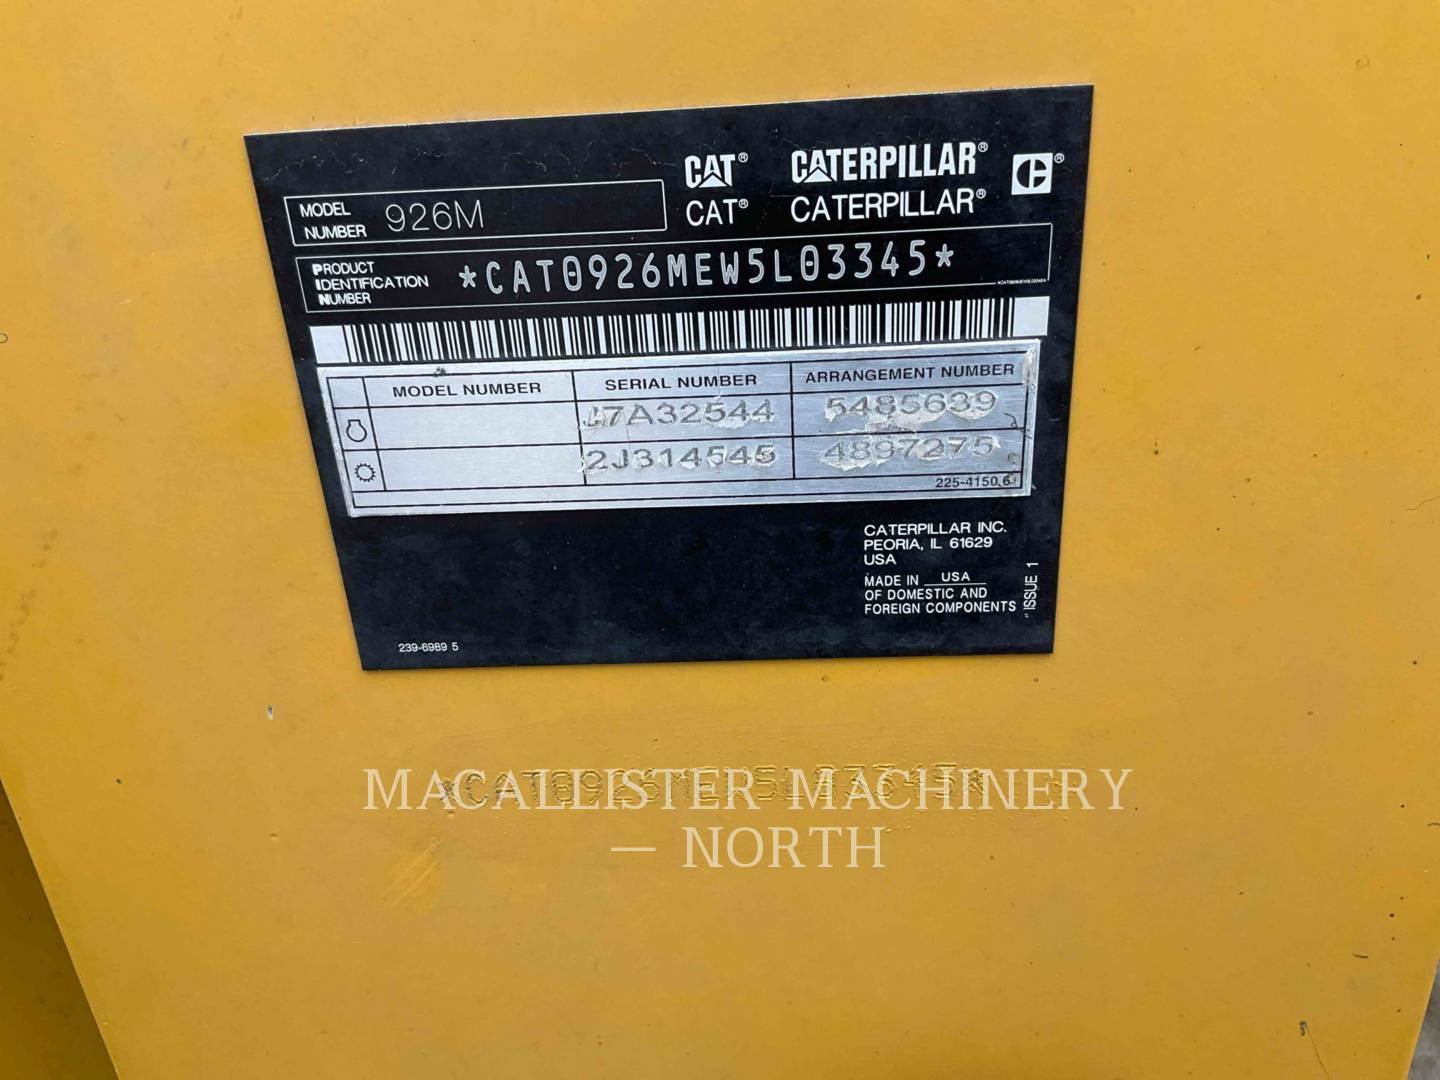 CAT® CATERPILLAR®
CAT® CATERPILLAR®
MODEL NUMBER 926M
PRODUCT IDENTIFICATION NUMBER *CAT0926MEW5L03345*
MODEL NUMBER SERIAL NUMBER ARRANGEMENT NUMBER
J7A32544 5485639
2J314545 4897275
225-4150 6
CATERPILLAR INC.
PEORIA, IL 61629
USA
MADE IN USA
OF DOMESTIC AND
FOREIGN COMPONENTS
ISSUE 1
239-6989 5
*CAT0926MEW5L03345*
MACALLISTER MACHINERY
— NORTH